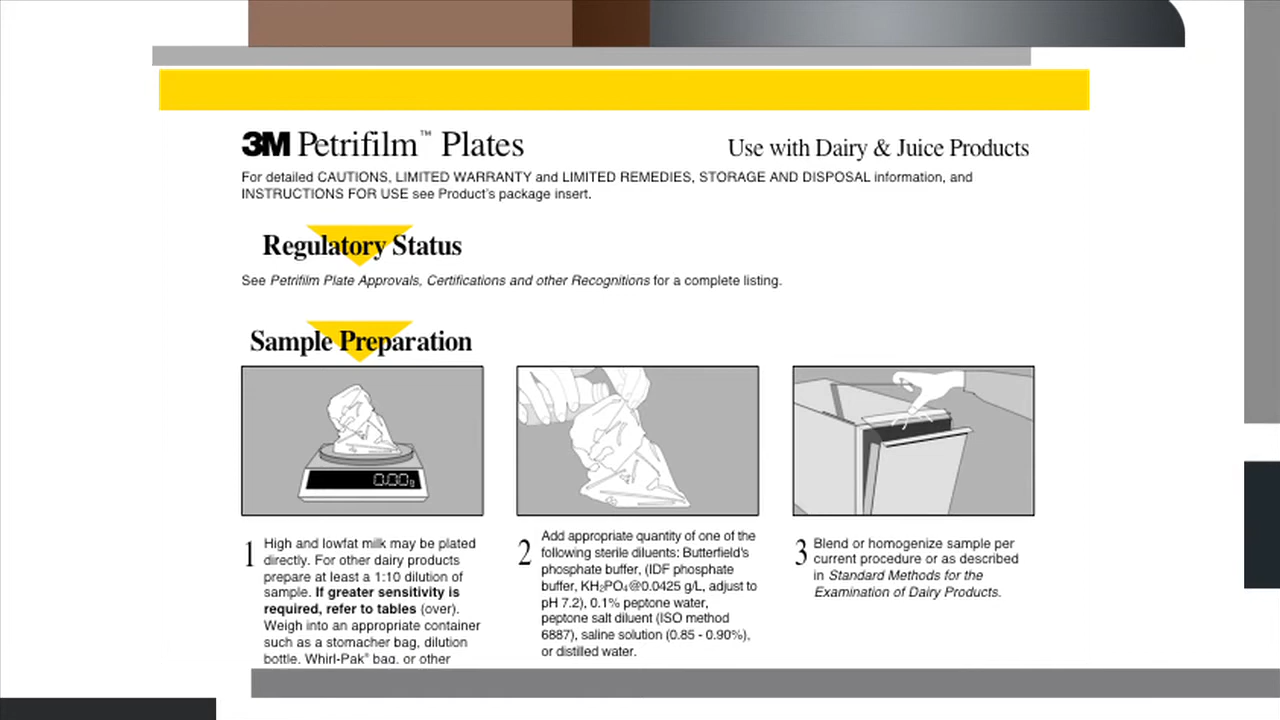 3M Petrifilm™ Plates
Use with Dairy & Juice Products
For detailed CAUTIONS, LIMITED WARRANTY and LIMITED REMEDIES, STORAGE AND DISPOSAL information, and
INSTRUCTIONS FOR USE see Product's package insert.
Regulatory Status
See Petrifilm Plate Approvals, Certifications and other Recognitions for a complete listing.
Sample Preparation
0.00g
1
High and lowfat milk may be plated
directly. For other dairy products
prepare at least a 1:10 dilution of
sample. If greater sensitivity is
required, refer to tables (over).
Weigh into an appropriate container
such as a stomacher bag, dilution
bottle, Whirl-Pak® bag, or other
2
Add appropriate quantity of one of the
following sterile diluents: Butterfield's
phosphate buffer, (IDF phosphate
buffer, KH₂PO₄@0.0425 g/L, adjust to
pH 7.2), 0.1% peptone water,
peptone salt diluent (ISO method
6887), saline solution (0.85 - 0.90%),
or distilled water.
3
Blend or homogenize sample per
current procedure or as described
in Standard Methods for the
Examination of Dairy Products.